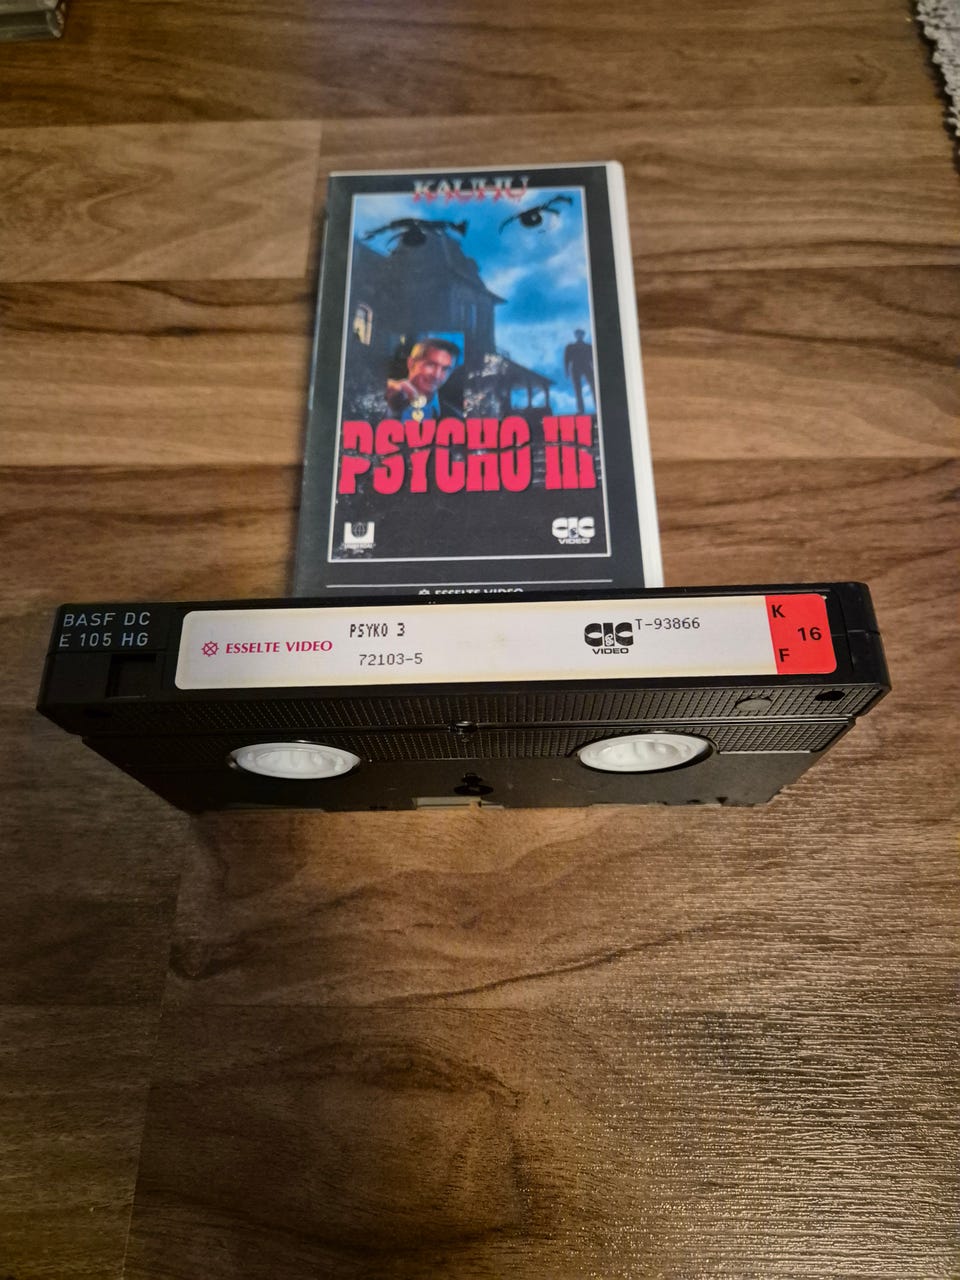 KAUHU
PSYCHO III
UNIVERSAL
CIC
VIDEO
ESSELTE VIDEO
BASF DC
E 105 HG
ESSELTE VIDEO
PSYKO 3
72103-5
CIC
VIDEO
T-93866
K
16
F